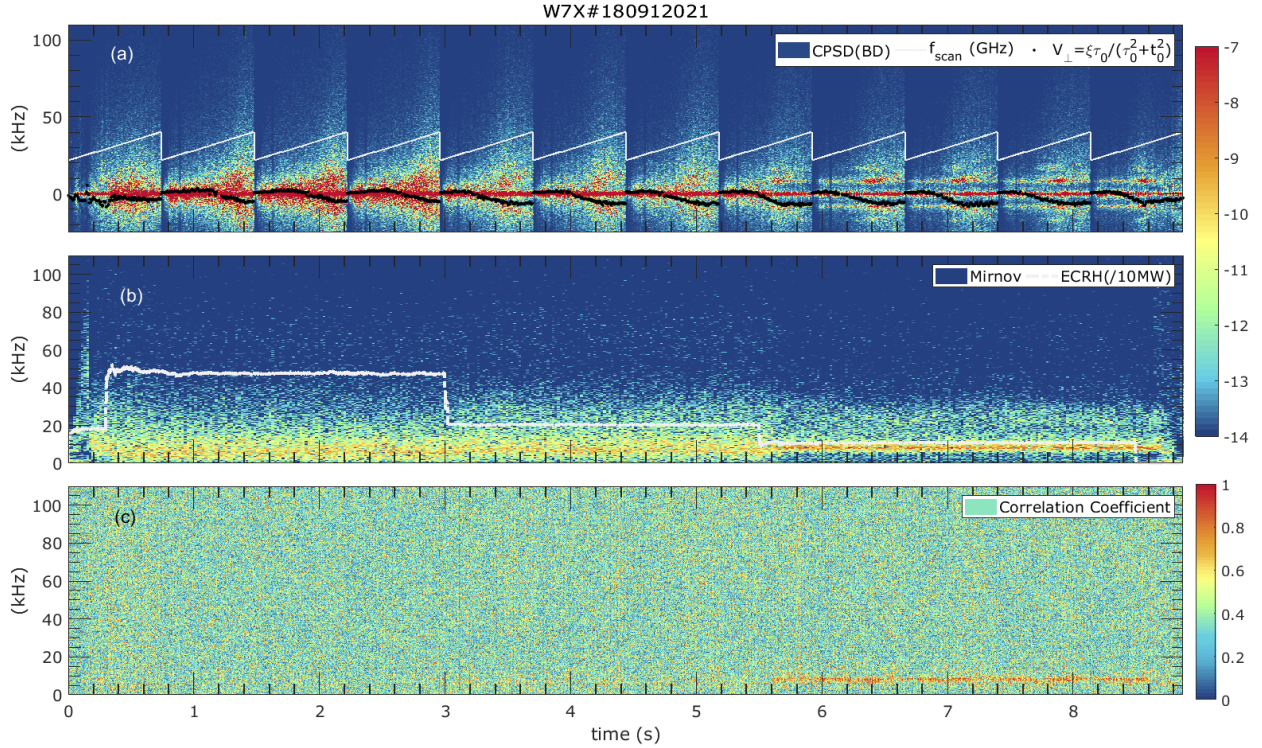 W7X#180912021
(a)
CPSD(BD) f_scan (GHz) V_⊥=ξτ_0/(τ_0^2+t_0^2)
100
50
0
(kHz)
-7
-8
-9
-10
-11
-12
-13
-14
(b)
Mirnov ECRH(/10MW)
100
80
60
40
20
0
(kHz)
(c)
Correlation Coefficient
100
80
60
40
20
0
(kHz)
1
0.8
0.6
0.4
0.2
0
0 1 2 3 4 5 6 7 8
time (s)